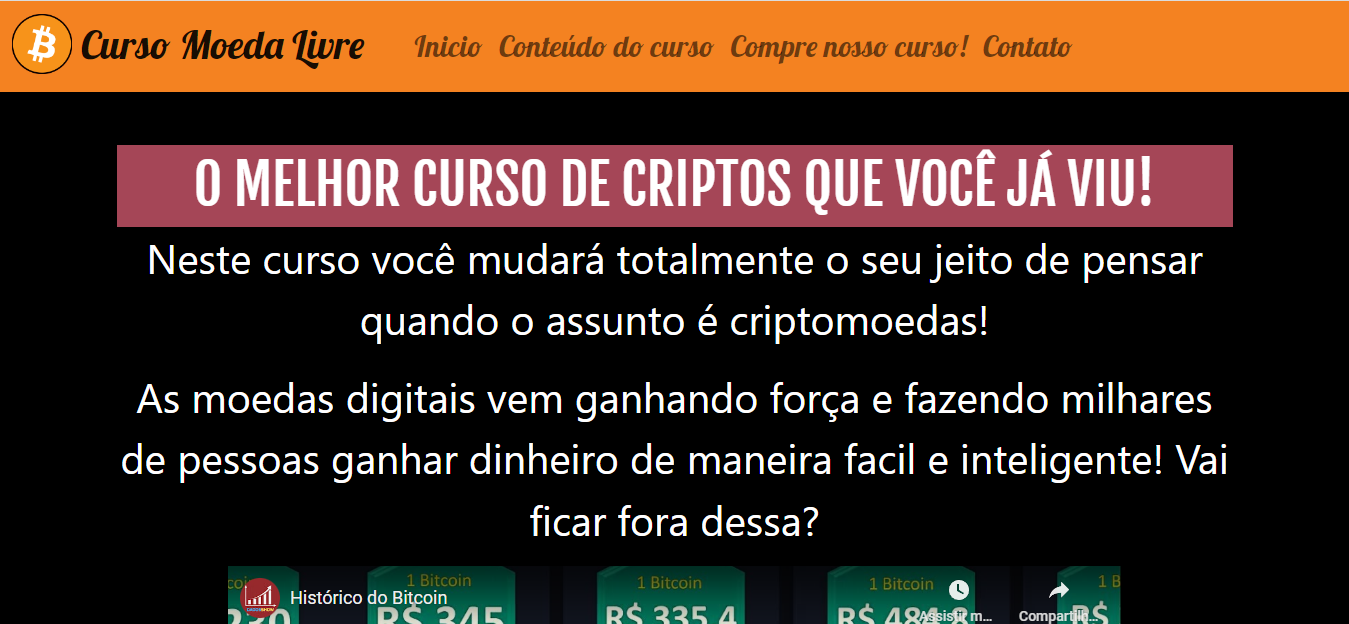 Curso Moeda Livre
Inicio Conteúdo do curso Compre nosso curso! Contato
O MELHOR CURSO DE CRIPTOS QUE VOCÊ JÁ VIU!
Neste curso você mudará totalmente o seu jeito de pensar
quando o assunto é criptomoedas!
As moedas digitais vem ganhando força e fazendo milhares
de pessoas ganhar dinheiro de maneira facil e inteligente! Vai
ficar fora dessa?
Histórico do Bitcoin
1 Bitcoin 1 Bitcoin 1 Bitcoin 1 B
R$ 345 R$ 335,4 R$ 484,8 R$
Assistir m... Compartilh...